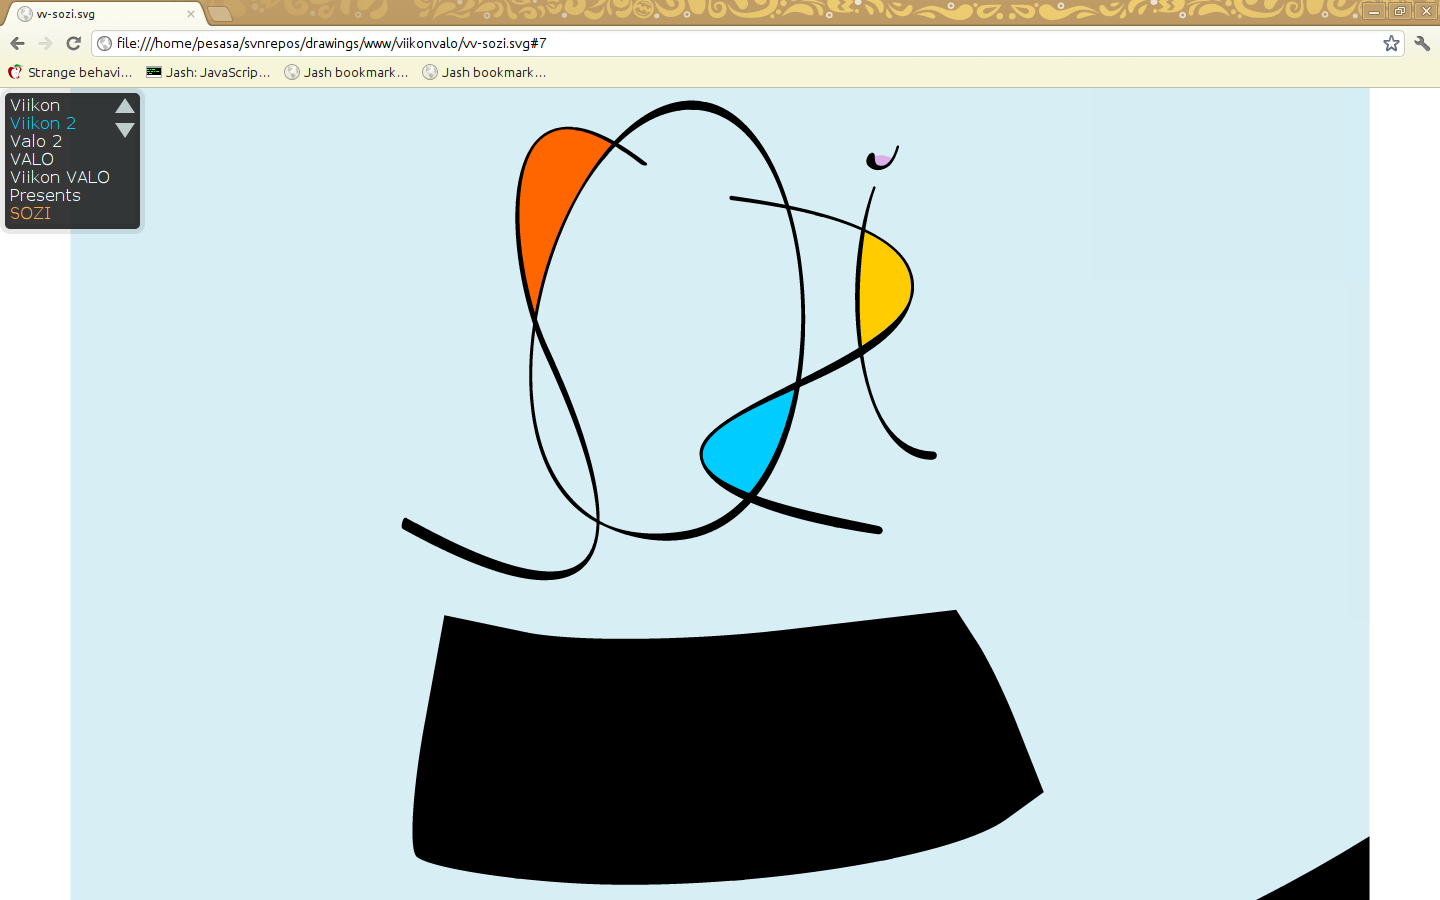 vv-sozi.svg
file:///home/pesasa/svnrepos/drawings/www/viikonvalo/vv-sozi.svg#7
Strange behavi... Jash: JavaScrip... Jash bookmark... Jash bookmark...
Viikon
Viikon 2
Valo 2
VALO
Viikon VALO
Presents
SOZI